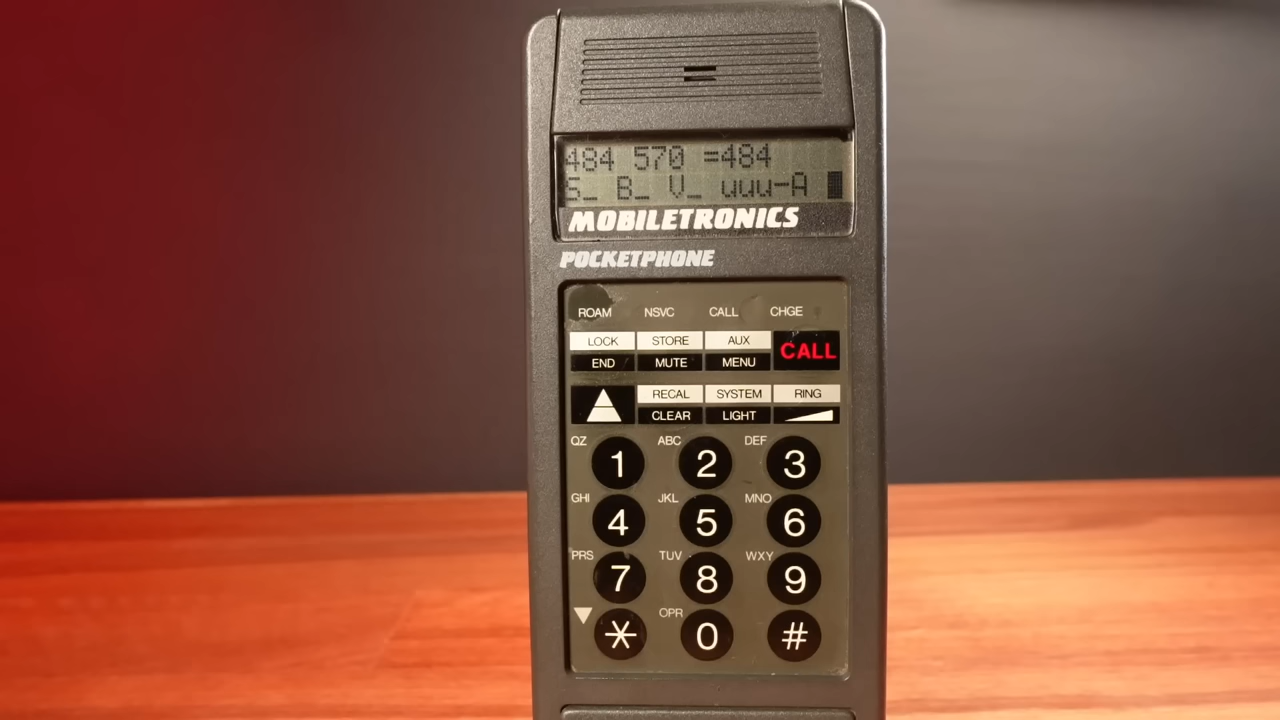 484 570 =484
S_ B_ V_ uuu-A
MOBILETRONICS
POCKETPHONE
ROAM NSVC CALL CHGE
LOCK STORE AUX
CALL
END MUTE MENU
RECAL SYSTEM RING
CLEAR LIGHT
QZ ABC DEF
1 2 3
GHI JKL MNO
4 5 6
PRS TUV WXY
7 8 9
OPR
* 0 #